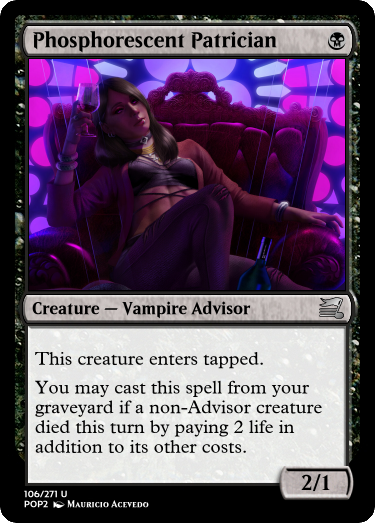 Phosphorescent Patrician
Creature — Vampire Advisor
This creature enters tapped.
You may cast this spell from your
graveyard if a non-Advisor creature
died this turn by paying 2 life in
addition to its other costs.
2/1
106/271 U
POP2 Mauricio Acevedo